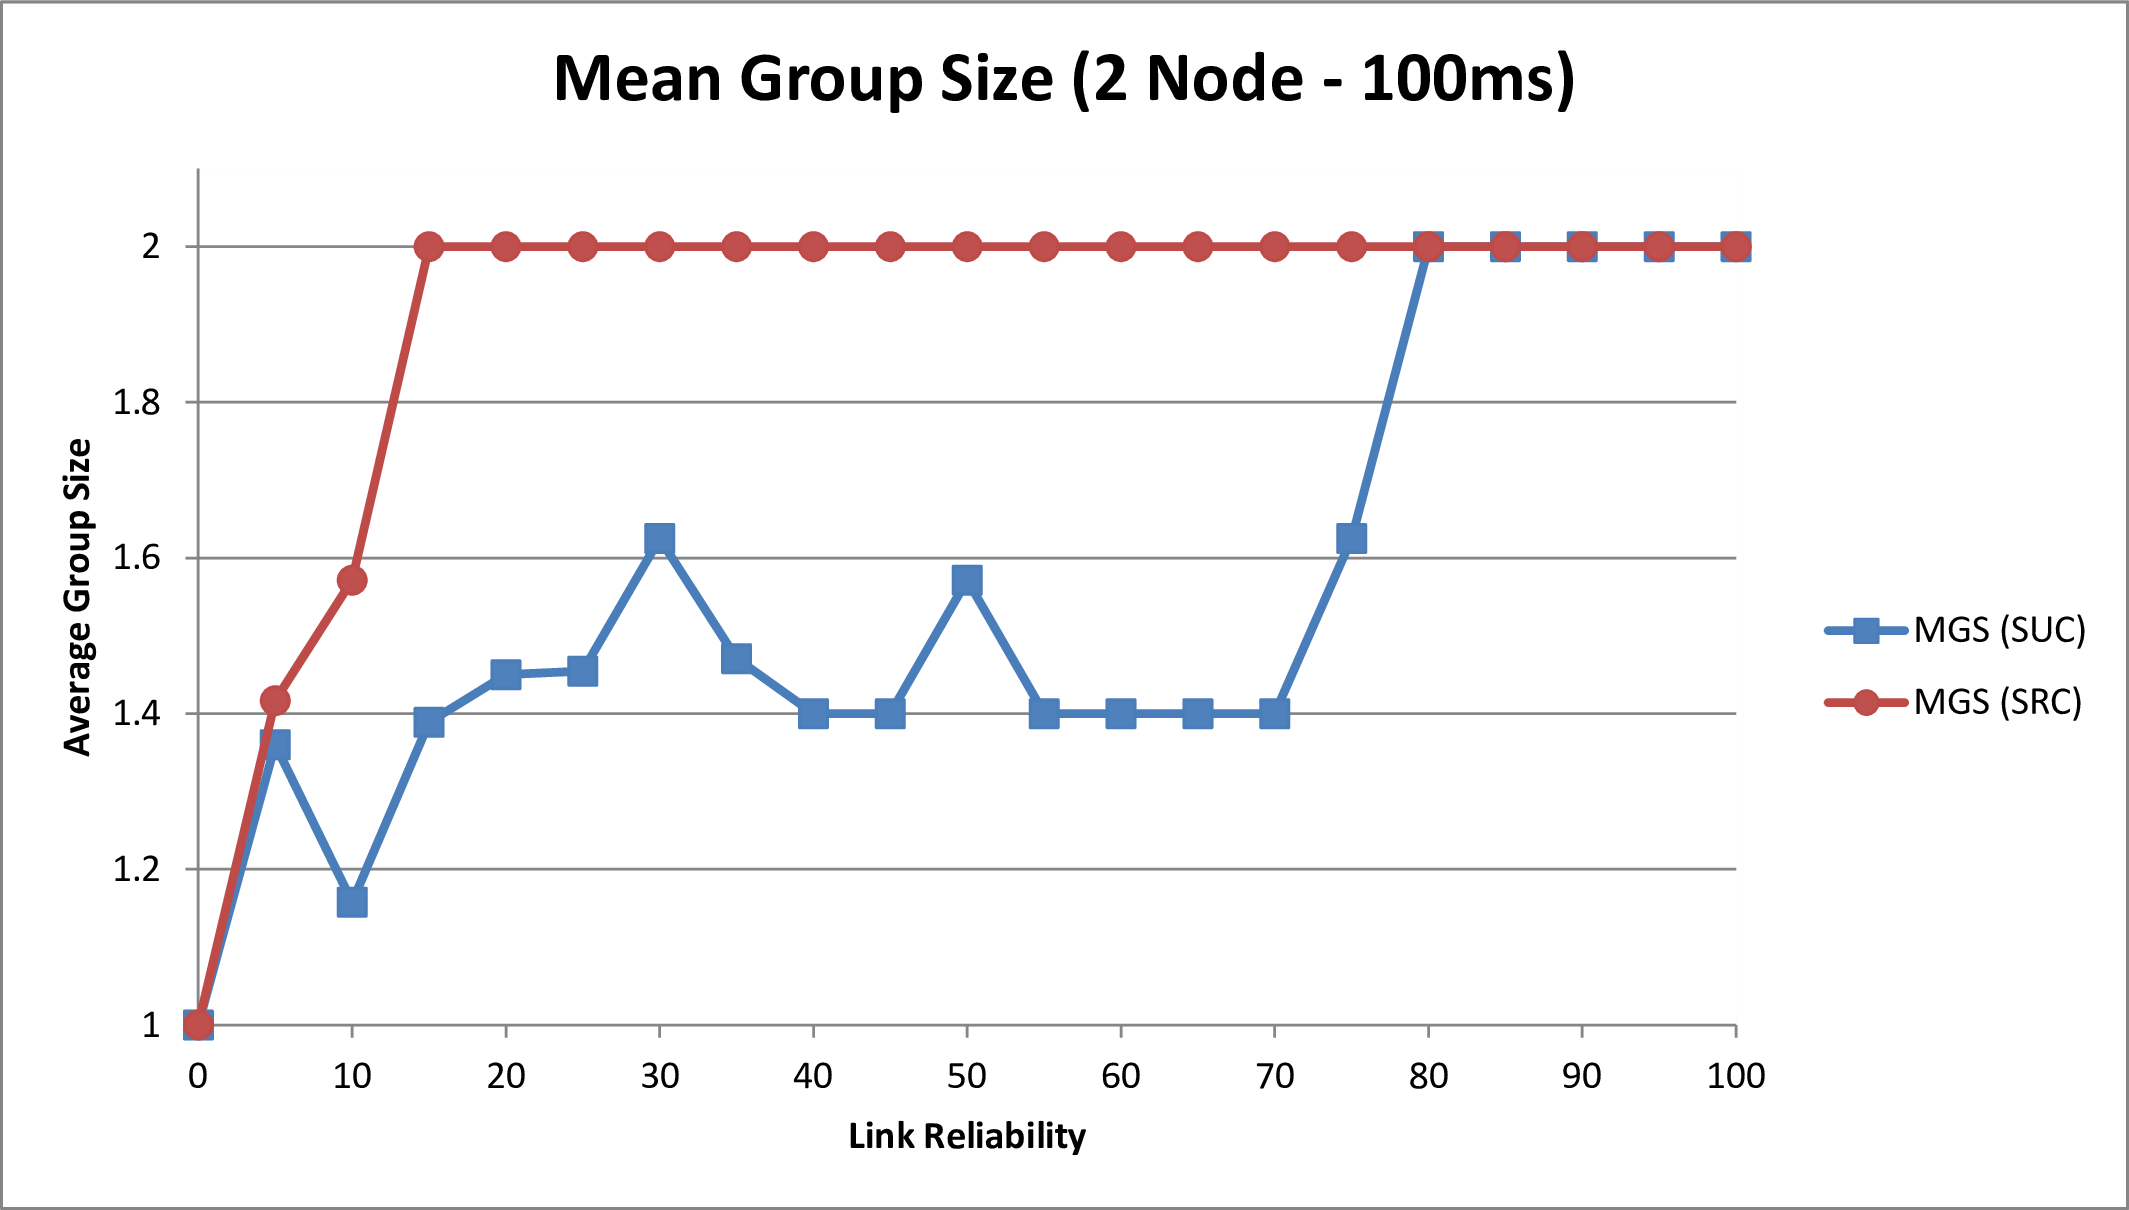 Mean Group Size (2 Node - 100ms)
2
1.8
1.6
1.4
1.2
1
Average Group Size
0 10 20 30 40 50 60 70 80 90 100
Link Reliability
MGS (SUC)
MGS (SRC)